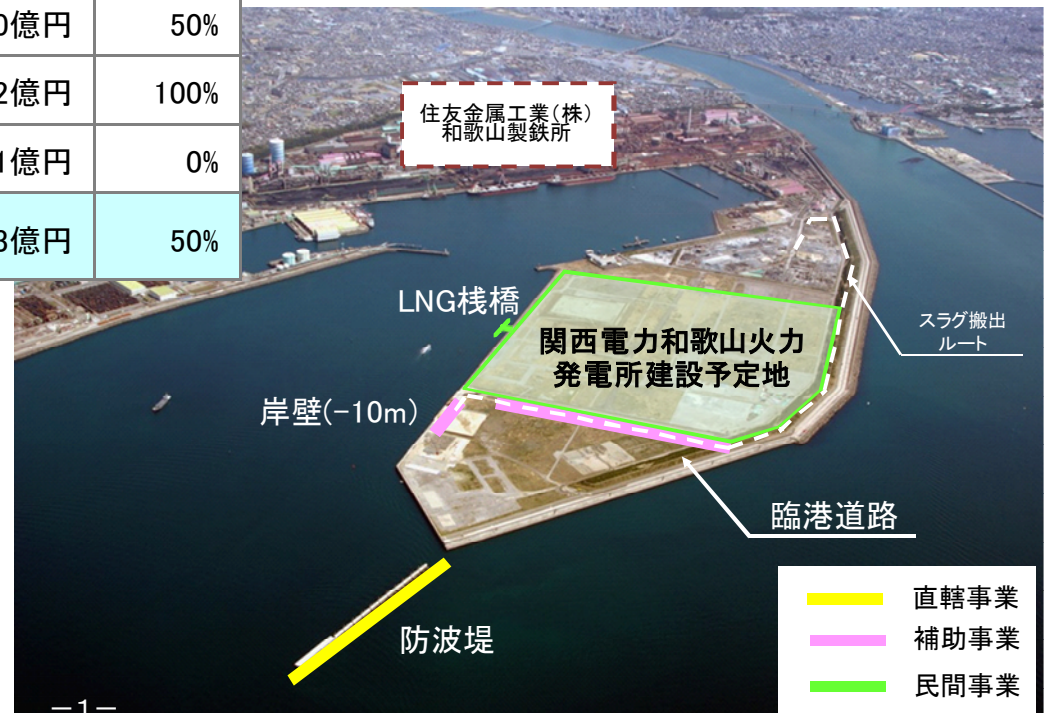 0億円 50%
2億円 100%
1億円 0%
3億円 50%
住友金属工業(株)
和歌山製鉄所
LNG桟橋
関西電力和歌山火力
発電所建設予定地
スラグ搬出
ルート
岸壁(-10m)
臨港道路
防波堤
直轄事業
補助事業
民間事業
-1-